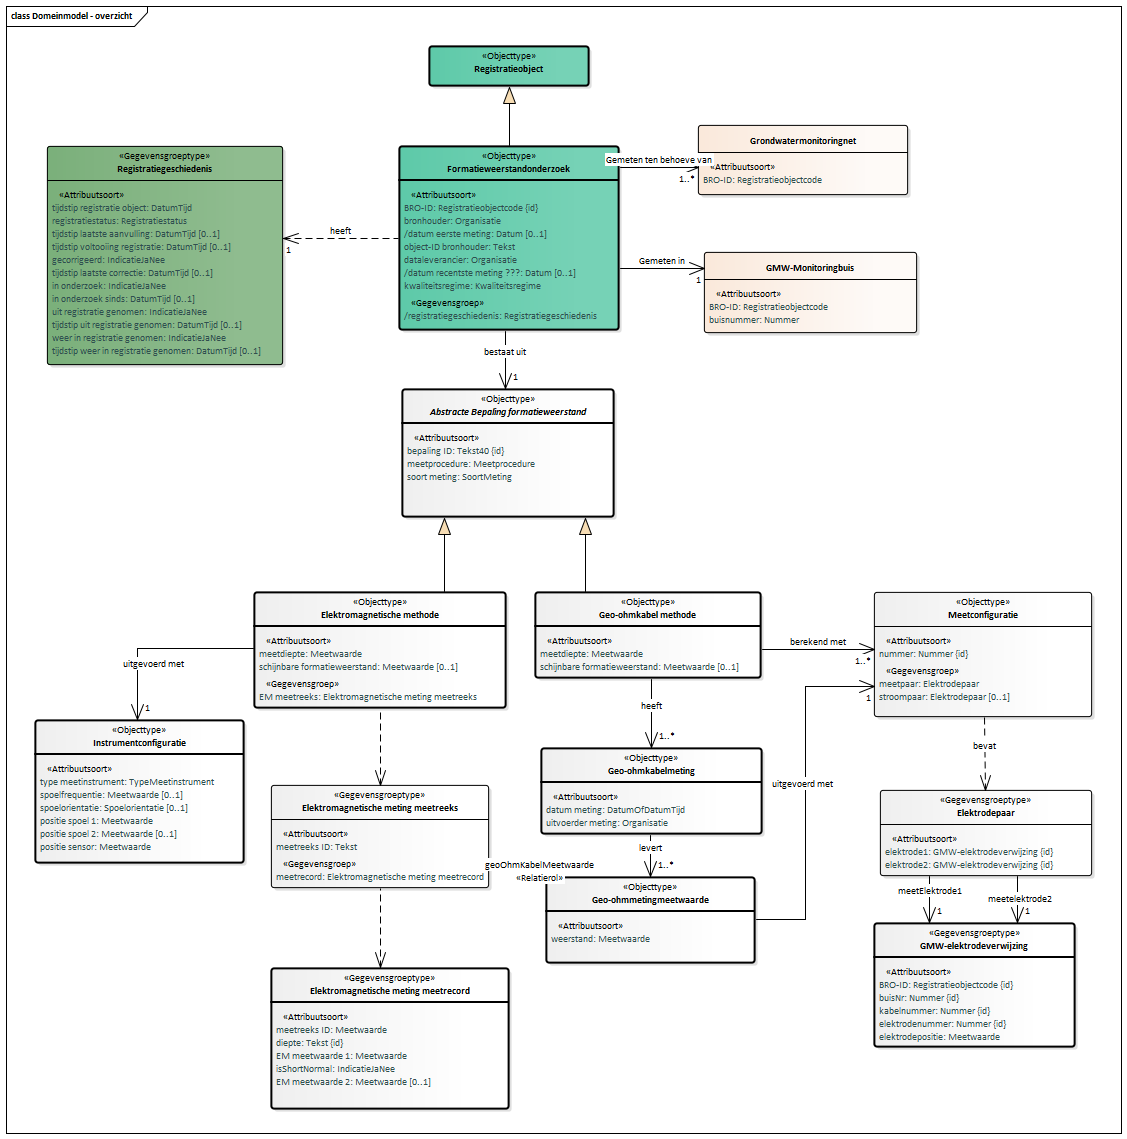 class Domeinmodel - overzicht
«Objecttype»
Registratieobject
«Gegevensgroeptype»
Registratiegeschiedenis
«Attribuutsoort»
tijdstip registratie object: DatumTijd
registratiestatus: Registratiestatus
tijdstip laatste aanvulling: DatumTijd [0..1]
tijdstip voltooiing registratie: DatumTijd [0..1]
gecorrigeerd: IndicatieJaNee
tijdstip laatste correctie: DatumTijd [0..1]
in onderzoek: IndicatieJaNee
in onderzoek sinds: DatumTijd [0..1]
uit registratie genomen: IndicatieJaNee
tijdstip uit registratie genomen: DatumTijd [0..1]
weer in registratie genomen: IndicatieJaNee
tijdstip weer in registratie genomen: DatumTijd [0..1]
heeft
1
«Objecttype»
Formatieweerstandonderzoek
«Attribuutsoort»
BRO-ID: Registratieobjectcode {id}
bronhouder: Organisatie
/datum eerste meting: Datum [0..1]
object-ID bronhouder: Tekst
dataleverancier: Organisatie
/datum recentste meting ???: Datum [0..1]
kwaliteitsregime: Kwaliteitsregime
«Gegevensgroep»
/registratiegeschiedenis: Registratiegeschiedenis
Gemeten ten behoeve van
1..*
Grondwatermonitoringnet
«Attribuutsoort»
BRO-ID: Registratieobjectcode
Gemeten in
1
GMW-Monitoringbuis
«Attribuutsoort»
BRO-ID: Registratieobjectcode
buisnummer: Nummer
bestaat uit
1
«Objecttype»
Abstracte Bepaling formatieweerstand
«Attribuutsoort»
bepaling ID: Tekst40 {id}
meetprocedure: Meetprocedure
soort meting: SoortMeting
«Objecttype»
Elektromagnetische methode
«Attribuutsoort»
meetdiepte: Meetwaarde
schijnbare formatieweerstand: Meetwaarde [0..1]
«Gegevensgroep»
EM meetreeks: Elektromagnetische meting meetreeks
«Objecttype»
Geo-ohmkabel methode
«Attribuutsoort»
meetdiepte: Meetwaarde
schijnbare formatieweerstand: Meetwaarde [0..1]
berekend met
1..*
«Objecttype»
Meetconfiguratie
«Attribuutsoort»
nummer: Nummer {id}
«Gegevensgroep»
meetpaar: Elektrodepaar
stroompaar: Elektrodepaar [0..1]
uitgevoerd met
1
«Objecttype»
Instrumentconfiguratie
«Attribuutsoort»
type meetinstrument: TypeMeetinstrument
spoelfrequentie: Meetwaarde [0..1]
spoelorientatie: Spoelorientatie [0..1]
positie spoel 1: Meetwaarde
positie spoel 2: Meetwaarde [0..1]
positie sensor: Meetwaarde
«Gegevensgroeptype»
Elektromagnetische meting meetreeks
«Attribuutsoort»
meetreeks ID: Tekst
«Gegevensgroep»
meetrecord: Elektromagnetische meting meetrecord
heeft
1..*
«Objecttype»
Geo-ohmkabelmeting
«Attribuutsoort»
datum meting: DatumOfDatumTijd
uitvoerder meting: Organisatie
levert
geoOhmKabelMeetwaarde
1..*
«Relatierol»
«Objecttype»
Geo-ohmmetingmeetwaarde
«Attribuutsoort»
weerstand: Meetwaarde
uitgevoerd met
1
bevat
«Gegevensgroeptype»
Elektrodepaar
«Attribuutsoort»
elektrode1: GMW-elektrodeverwijzing {id}
elektrode2: GMW-elektrodeverwijzing {id}
meetElektrode1
1
meetelektrode2
1
«Gegevensgroeptype»
GMW-elektrodeverwijzing
«Attribuutsoort»
BRO-ID: Registratieobjectcode {id}
buisNr: Nummer {id}
kabelnummer: Nummer {id}
elektrodenummer: Nummer {id}
elektrodepositie: Meetwaarde
«Gegevensgroeptype»
Elektromagnetische meting meetrecord
«Attribuutsoort»
meetreeks ID: Meetwaarde
diepte: Tekst {id}
EM meetwaarde 1: Meetwaarde
isShortNormal: IndicatieJaNee
EM meetwaarde 2: Meetwaarde [0..1]